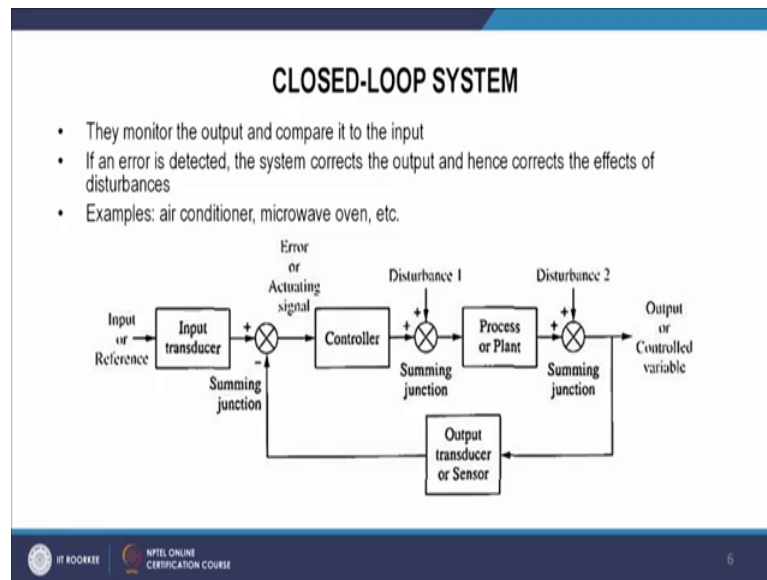 CLOSED-LOOP SYSTEM
• They monitor the output and compare it to the input
• If an error is detected, the system corrects the output and hence corrects the effects of
disturbances
• Examples: air conditioner, microwave oven, etc.
Error
or
Actuating
signal
Disturbance 1
Disturbance 2
Input
or
Reference
Input
transducer
+
-
Summing
junction
Controller
+
+
Summing
junction
Process
or Plant
+
+
Summing
junction
Output
or
Controlled
variable
Output
transducer
or Sensor
IIT ROORKEE
NPTEL ONLINE
CERTIFICATION COURSE
6